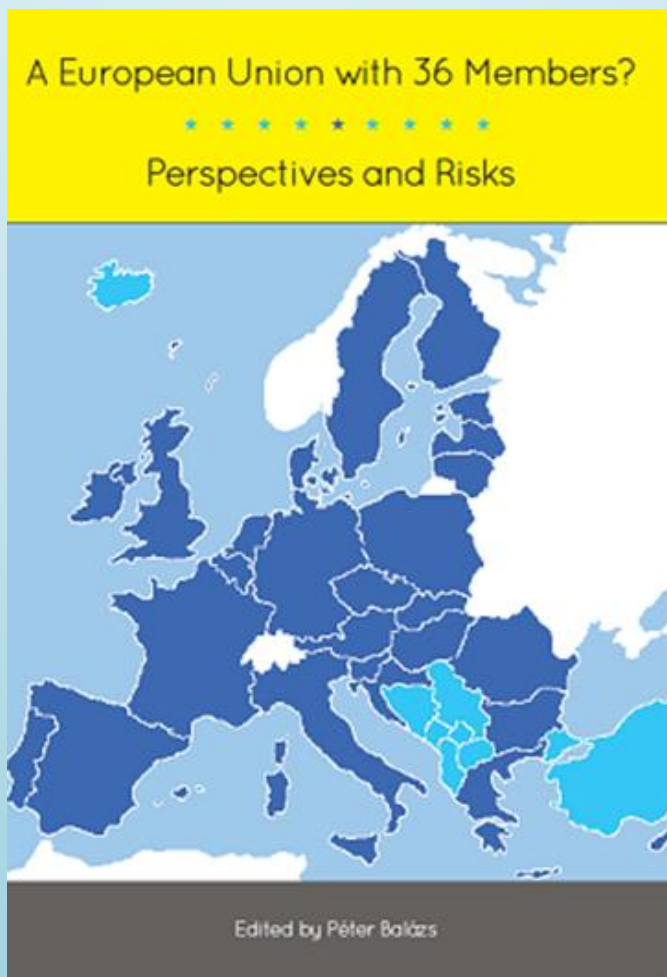 A European Union with 36 Members?
Perspectives and Risks
Edited by Péter Balázs